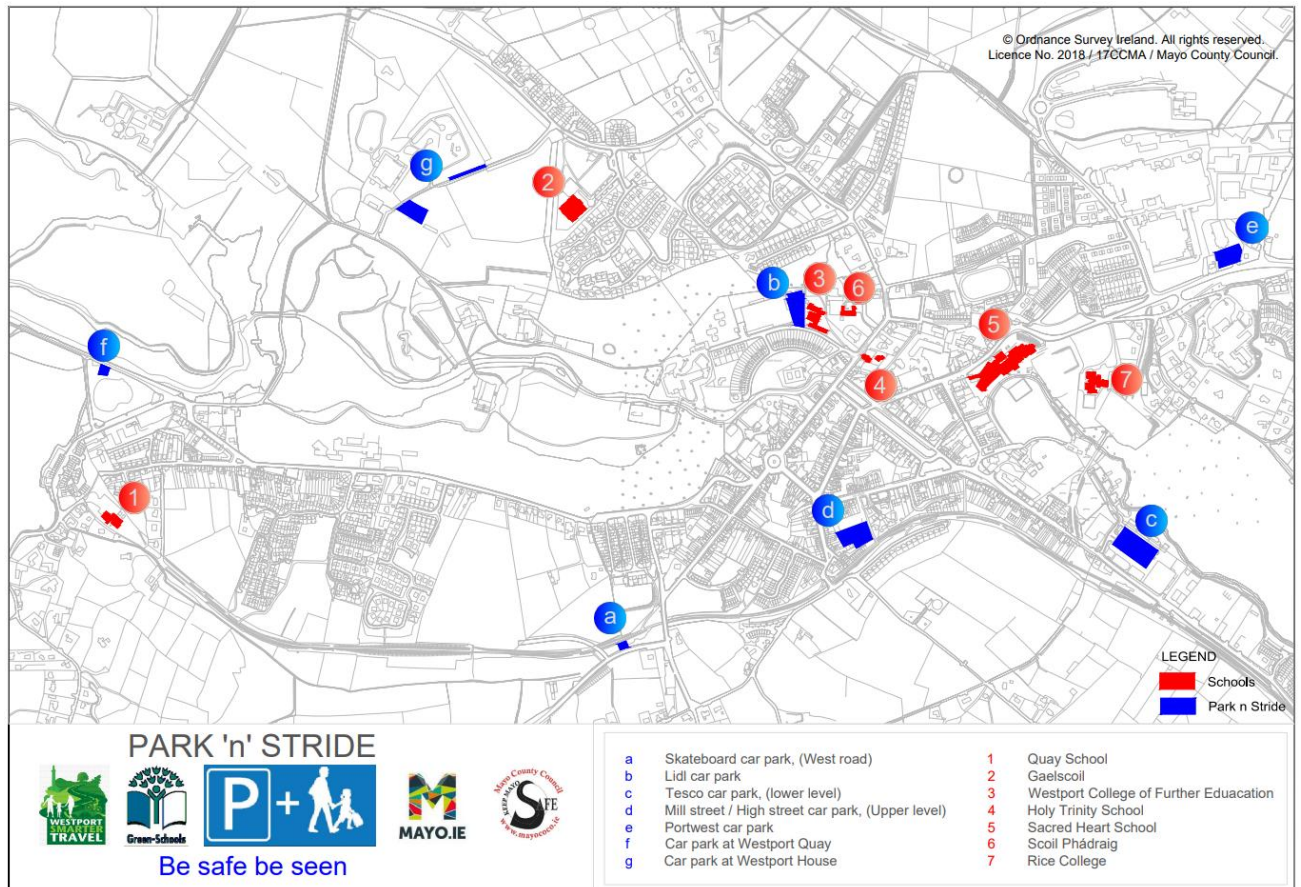 © Ordnance Survey Ireland. All rights reserved.
Licence No. 2018 / 17CCMA / Mayo County Council.
g
2
e
b
3
6
5
f
4
7
1
d
c
a
LEGEND
Schools
Park n Stride
PARK 'n' STRIDE
WESTPORT
SMARTER
TRAVEL
Green-Schools
P +
M
MAYO.IE
Mayo County Council
KEEP MAYO
SAFE
www.mayococo.ie
Be safe be seen
a Skateboard car park, (West road)
b Lidl car park
c Tesco car park, (lower level)
d Mill street / High street car park, (Upper level)
e Portwest car park
f Car park at Westport Quay
g Car park at Westport House
1 Quay School
2 Gaelscoil
3 Westport College of Further Eduacation
4 Holy Trinity School
5 Sacred Heart School
6 Scoil Phádraig
7 Rice College